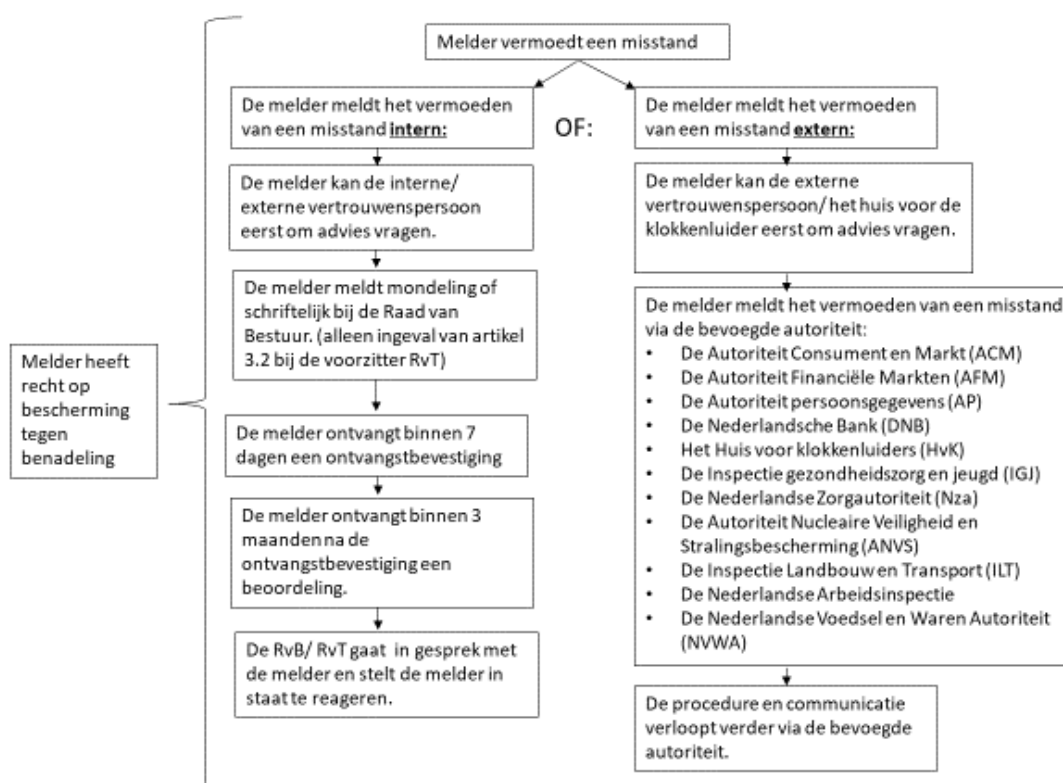 Melder vermoedt een misstand
De melder meldt het vermoeden
van een misstand intern:
OF:
De melder meldt het vermoeden
van een misstand extern:
De melder kan de interne/
externe vertrouwenspersoon
eerst om advies vragen.
De melder kan de externe
vertrouwenspersoon/ het huis voor de
klokkenluider eerst om advies vragen.
De melder meldt mondeling of
schriftelijk bij de Raad van
Bestuur. (alleen ingeval van artikel
3.2 bij de voorzitter RvT)
De melder meldt het vermoeden van een misstand
via de bevoegde autoriteit:
• De Autoriteit Consument en Markt (ACM)
• De Autoriteit Financiële Markten (AFM)
• De Autoriteit persoonsgegevens (AP)
• De Nederlandsche Bank (DNB)
• Het Huis voor klokkenluiders (HvK)
• De Inspectie gezondheidszorg en jeugd (IGJ)
• De Nederlandse Zorgautoriteit (Nza)
• De Autoriteit Nucleaire Veiligheid en
Stralingsbescherming (ANVS)
• De Inspectie Landbouw en Transport (ILT)
• De Nederlandse Arbeidsinspectie
• De Nederlandse Voedsel en Waren Autoriteit
(NVWA)
Melder heeft
recht op
bescherming
tegen
benadeling
De melder ontvangt binnen 7
dagen een ontvangstbevestiging
De melder ontvangt binnen 3
maanden na de
ontvangstbevestiging een
beoordeling.
De RvB/ RvT gaat in gesprek met
de melder en stelt de melder in
staat te reageren.
De procedure en communicatie
verloopt verder via de bevoegde
autoriteit.